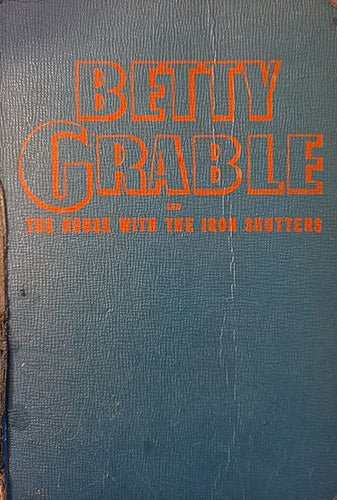 BETTY
GRABLE
AND
THE HOUSE WITH THE IRON SHUTTERS